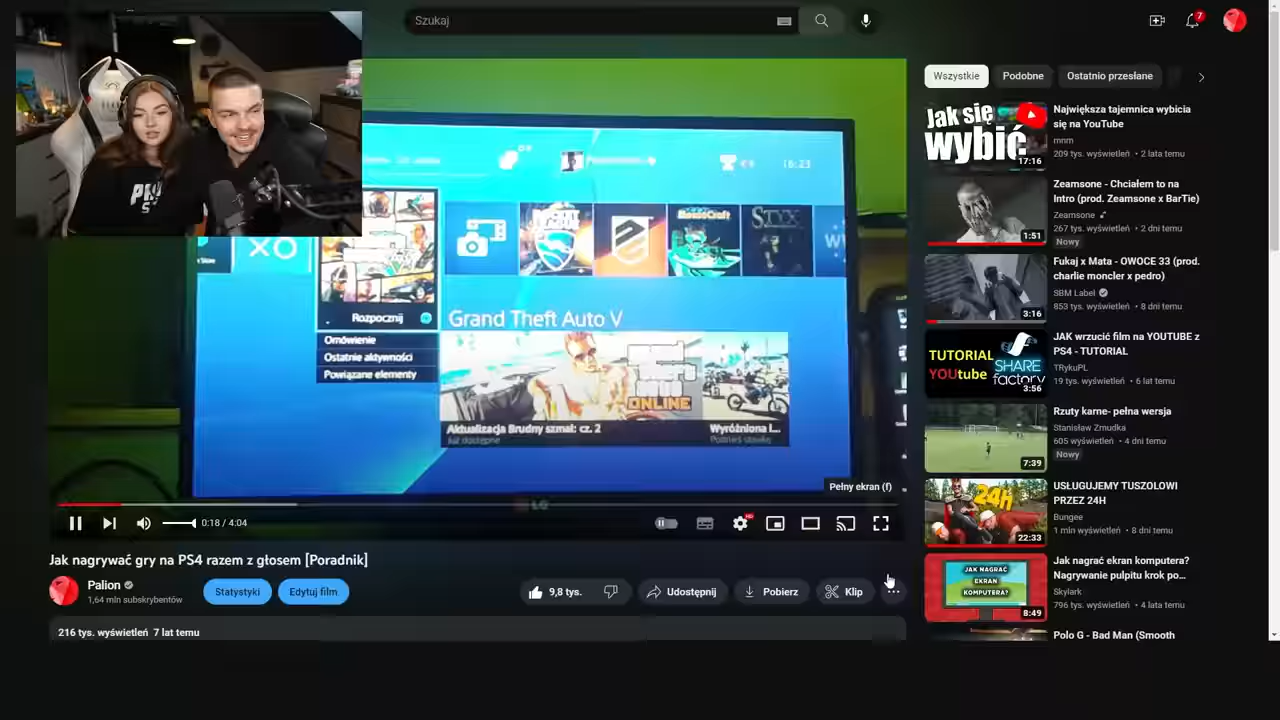 Szukaj
7
16:23
XO
STYX
Rozpocznij
Grand Theft Auto V
Omówienie
Ostatnie aktywności
Powiązane elementy
ONLINE
Aktualizacja Brudny szmal: cz. 2
Już dostępne
Wyróżniona i...
LG
Pełny ekran (f)
0:18 / 4:04
HD
Jak nagrywać gry na PS4 razem z głosem [Poradnik]
Palion
1,64 mln subskrybentów
Statystyki
Edytuj film
9,8 tys.
Udostępnij
Pobierz
Klip
216 tys. wyświetleń 7 lat temu
Wszystkie
Podobne
Ostatnio przesłane
Jak się
wybić
17:16
Największa tajemnica wybicia
się na YouTube
mnm
209 tys. wyświetleń • 2 lata temu
1:51
Zeamsone - Chciałem to na
Intro (prod. Zeamsone x BarTie)
Zeamsone
267 tys. wyświetleń • 2 dni temu
Nowy
3:16
Fukaj x Mata - OWOCE 33 (prod.
charlie moncler x pedro)
SBM Label
853 tys. wyświetleń • 8 dni temu
TUTORIAL
YOUtube
SHARE
factory
3:56
JAK wrzucić film na YOUTUBE z
PS4 - TUTORIAL
TRykuPL
19 tys. wyświetleń • 6 lat temu
7:39
Rzuty karne- pełna wersja
Stanisław Zmudka
605 wyświetleń • 4 dni temu
Nowy
24H
22:33
USŁUGUJEMY TUSZOLOWI
PRZEZ 24H
Bungee
1 mln wyświetleń • 8 dni temu
JAK NAGRAĆ
EKRAN
KOMPUTERA?
8:49
Jak nagrać ekran komputera?
Nagrywanie pulpitu krok po...
Skylark
796 tys. wyświetleń • 4 lata temu
Polo G - Bad Man (Smooth